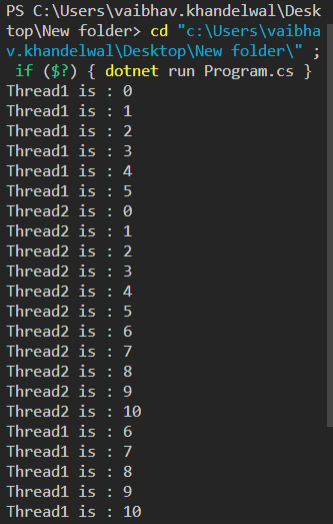 PS C:\Users\vaibhav.khandelwal\Desk
top\New folder> cd "c:\Users\vaibha
v.khandelwal\Desktop\New folder\" ;
 if ($?) { dotnet run Program.cs }
Thread1 is : 0
Thread1 is : 1
Thread1 is : 2
Thread1 is : 3
Thread1 is : 4
Thread1 is : 5
Thread2 is : 0
Thread2 is : 1
Thread2 is : 2
Thread2 is : 3
Thread2 is : 4
Thread2 is : 5
Thread2 is : 6
Thread2 is : 7
Thread2 is : 8
Thread2 is : 9
Thread2 is : 10
Thread1 is : 6
Thread1 is : 7
Thread1 is : 8
Thread1 is : 9
Thread1 is : 10